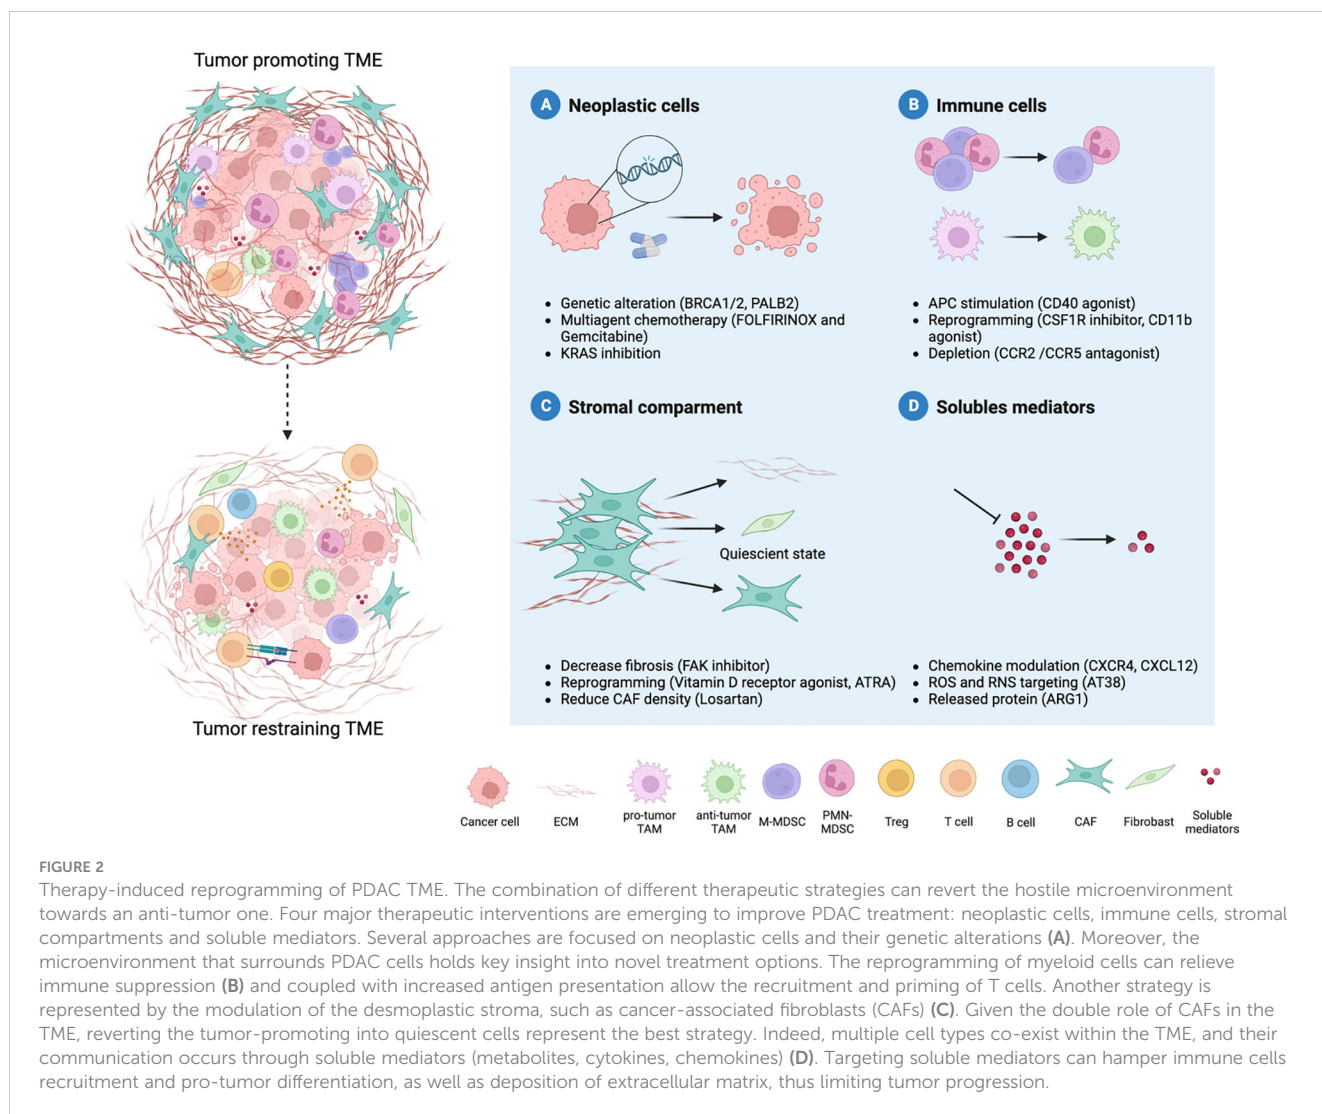 Tumor promoting TME
Tumor restraining TME
A Neoplastic cells
• Genetic alteration (BRCA1/2, PALB2)
• Multiagent chemotherapy (FOLFIRINOX and
Gemcitabine)
• KRAS inhibition
B Immune cells
• APC stimulation (CD40 agonist)
• Reprogramming (CSF1R inhibitor, CD11b
agonist)
• Depletion (CCR2 /CCR5 antagonist)
C Stromal comparment
Quiescient state
• Decrease fibrosis (FAK inhibitor)
• Reprogramming (Vitamin D receptor agonist, ATRA)
• Reduce CAF density (Losartan)
D Solubles mediators
• Chemokine modulation (CXCR4, CXCL12)
• ROS and RNS targeting (AT38)
• Released protein (ARG1)
Cancer cell
ECM
pro-tumor
TAM
anti-tumor
TAM
M-MDSC
PMN-
MDSC
Treg
T cell
B cell
CAF
Fibrobast
Soluble
mediators
FIGURE 2
Therapy-induced reprogramming of PDAC TME. The combination of different therapeutic strategies can revert the hostile microenvironment
towards an anti-tumor one. Four major therapeutic interventions are emerging to improve PDAC treatment: neoplastic cells, immune cells, stromal
compartments and soluble mediators. Several approaches are focused on neoplastic cells and their genetic alterations (A). Moreover, the
microenvironment that surrounds PDAC cells holds key insight into novel treatment options. The reprogramming of myeloid cells can relieve
immune suppression (B) and coupled with increased antigen presentation allow the recruitment and priming of T cells. Another strategy is
represented by the modulation of the desmoplastic stroma, such as cancer-associated fibroblasts (CAFs) (C). Given the double role of CAFs in the
TME, reverting the tumor-promoting into quiescent cells represent the best strategy. Indeed, multiple cell types co-exist within the TME, and their
communication occurs through soluble mediators (metabolites, cytokines, chemokines) (D). Targeting soluble mediators can hamper immune cells
recruitment and pro-tumor differentiation, as well as deposition of extracellular matrix, thus limiting tumor progression.